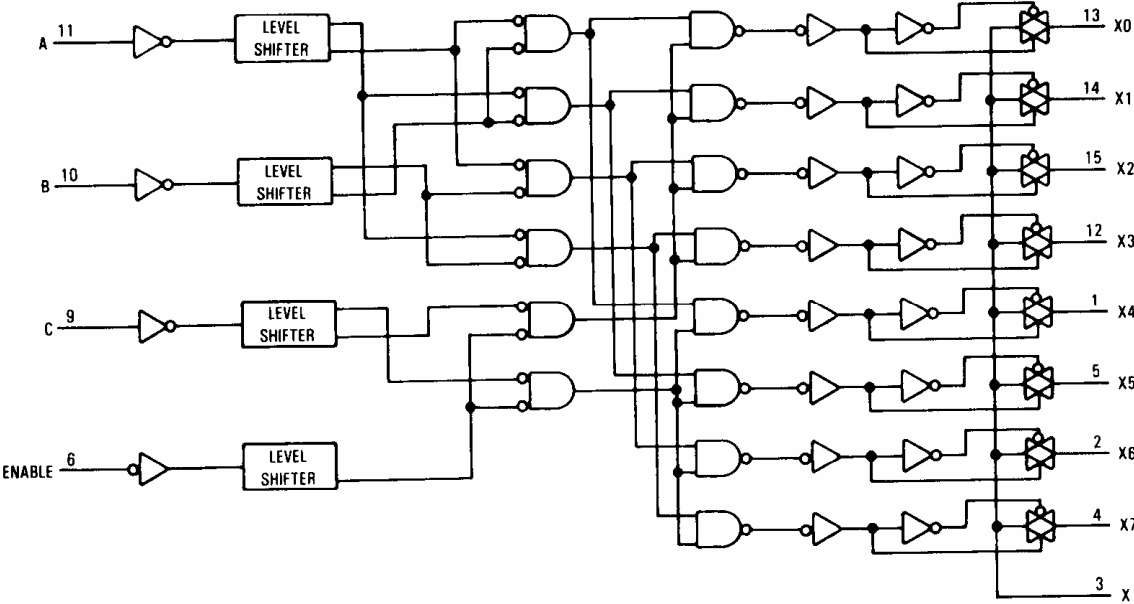 A 11
LEVEL
SHIFTER
13 X0
14 X1
B 10
LEVEL
SHIFTER
15 X2
12 X3
C 9
LEVEL
SHIFTER
1 X4
5 X5
ENABLE 6
LEVEL
SHIFTER
2 X6
4 X7
3 X